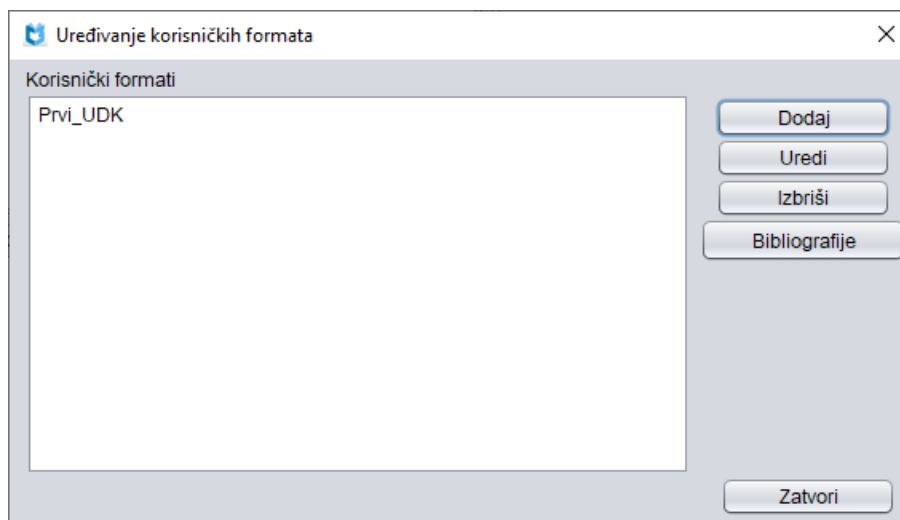 Uređivanje korisničkih formata
Korisnički formati
Prvi_UDK
Dodaj
Uredi
Izbriši
Bibliografije
Zatvori